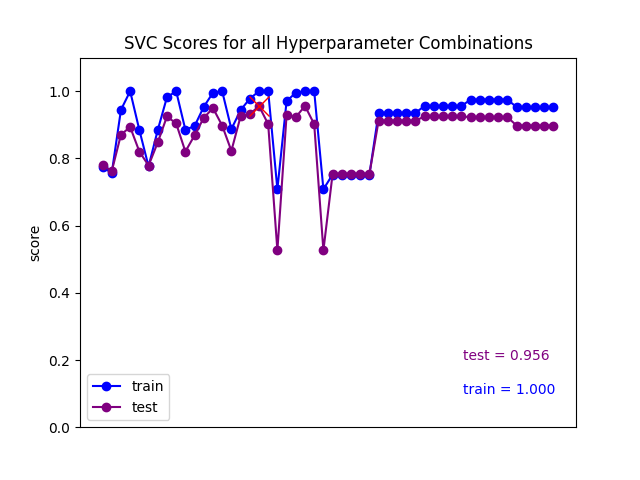 SVC Scores for all Hyperparameter Combinations
score
1.0
0.8
0.6
0.4
0.2
0.0
test = 0.956
train = 1.000
train
test